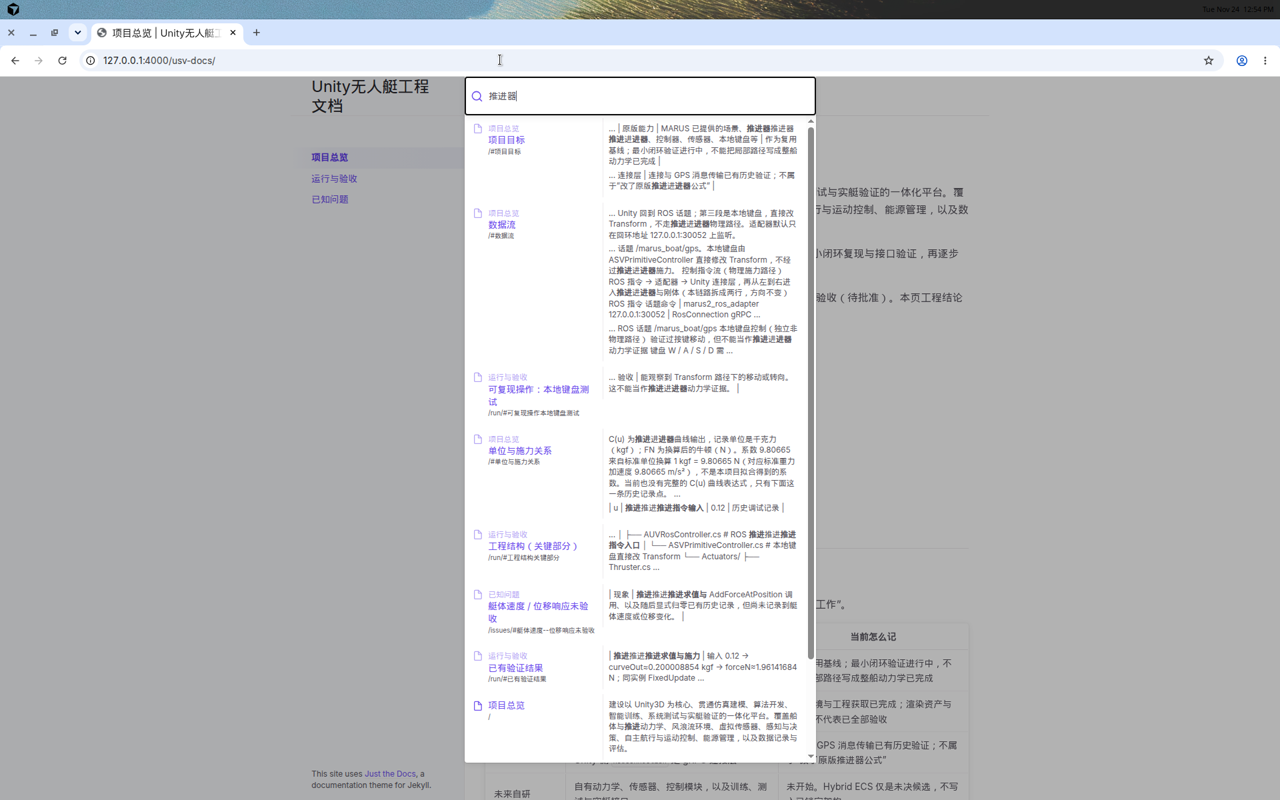 Tue Nov 24 12:54 PM
项目总览 | Unity无人艇工
127.0.0.1:4000/usv-docs/
Unity无人艇工程
文档
项目总览
运行与验收
已知问题
推进器
项目总览
项目目标
/#项目目标
... | 原版能力 | MARUS 已提供的场景、推进器推进器
推进进进器、控制器、传感器、本地键盘等 | 作为复用
基线；最小闭环验证进行中，不能把局部路径写成整船
动力学已完成 |
... 连接层 | 连接与 GPS 消息传输已有历史验证；不属
于“改了原版推进进进器公式” |
项目总览
数据流
/#数据流
... Unity 回到 ROS 话题；第三段是本地键盘，直接改
Transform，不走推进进进器物理路径。适配器默认只
在回环地址 127.0.0.1:30052 上监听。
... 话题 /marus_boat/gps。本地键盘由
ASVPrimitiveController 直接修改 Transform，不经
过推进进进器施力。 控制指令流（物理施力路径）
ROS 指令 → 适配器 → Unity 连接层，再从左到右进
入推进进进器与刚体（本链路拆成两行，方向不变）
ROS 指令 话题命令 | marus2_ros_adapter
127.0.0.1:30052 | RosConnection gRPC ...
... ROS 话题 /marus_boat/gps 本地键盘控制（独立非
物理路径） 验证过按键移动，但不能当作推进进进器
动力学证据 键盘 W / A / S / D 需 ...
运行与验收
可复现操作：本地键盘测
试
/run/#可复现操作本地键盘测试
... 验收 | 能观察到 Transform 路径下的移动或转向。
这不能当作推进进进器动力学证据。 |
项目总览
单位与施力关系
/#单位与施力关系
C(u) 为推进进进器曲线输出，记录单位是千克力
（kgf）；FN 为换算后的牛顿（N）。系数 9.80665
来自标准单位换算 1 kgf = 9.80665 N（对应标准重力
加速度 9.80665 m/s²），不是本项目拟合得到的系
数。当前也没有完整的 C(u) 曲线表达式，只有下面这
一条历史记录点。 ...
| u | 推进推进推进指令输入 | 0.12 | 历史调试记录 |
运行与验收
工程结构（关键部分）
/run/#工程结构关键部分
... │ ├── AUVRosController.cs # ROS 推进推进推进
指令入口 │ └── ASVPrimitiveController.cs # 本地键
盘直接改 Transform └── Actuators/ ├──
Thruster.cs ...
已知问题
艇体速度 / 位移响应未验
收
/issues/#艇体速度--位移响应未验收
| 现象 | 推进推进推进求值与 AddForceAtPosition 调
用、以及随后显式归零已有历史记录，但尚未记录到艇
体速度或位移变化。 |
运行与验收
已有验证结果
/run/#已有验证结果
| 推进推进推进求值与施力 | 输入 0.12 →
curveOut=0.200008854 kgf → forceN=1.96141684
N；同实例 FixedUpdate ...
项目总览
/
建设以 Unity3D 为核心、贯通仿真建模、算法开发、
智能训练、系统测试与实艇验证的一体化平台。覆盖船
体与推进动力学、风浪流环境、虚拟传感器、感知与决
策、自主航行与运动控制、能源管理，以及数据记录与
评估。
试与实艇验证的一体化平台。覆
行与运动控制、能源管理，以及数
小闭环复现与接口验证，再逐步
验收（待批准）。本页工程结论
工作”。
当前怎么记
用基线；最小闭环验证进行中，不
部路径写成整船动力学已完成
境与工程获取已完成；渲染资产与
不代表已全部验收
GPS 消息传输已有历史验证；不属
原版推进器公式”
未来自研
自有动力学、传感器、控制模块，以及训练、测
未开。Hybrid ECS 仅是未决候选，不写
This site uses Just the Docs, a
documentation theme for Jekyll.